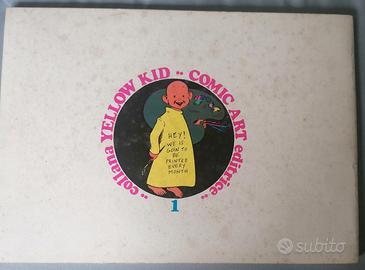 ·· collana YELLOW KID ·· COMIC ART editrice
HEY!
WE IS
GOIN TO
BE
PRINTED
EVERY
MONTH
1
subito